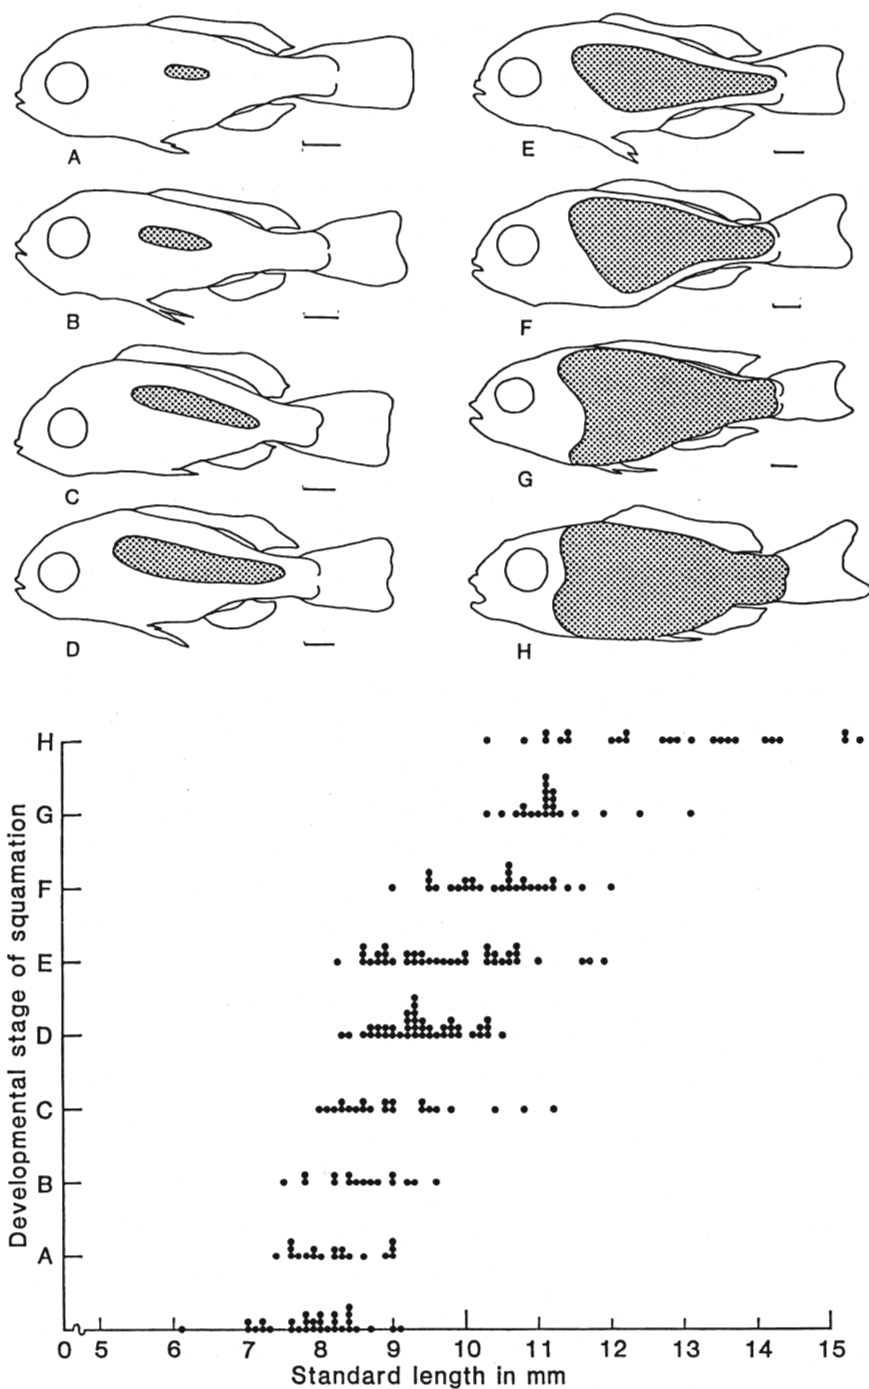 A
E
B
F
C
G
D
H
Developmental stage of squamation
H
G
F
E
D
C
B
A
0 5 6 7 8 9 10 11 12 13 14 15
Standard length in mm